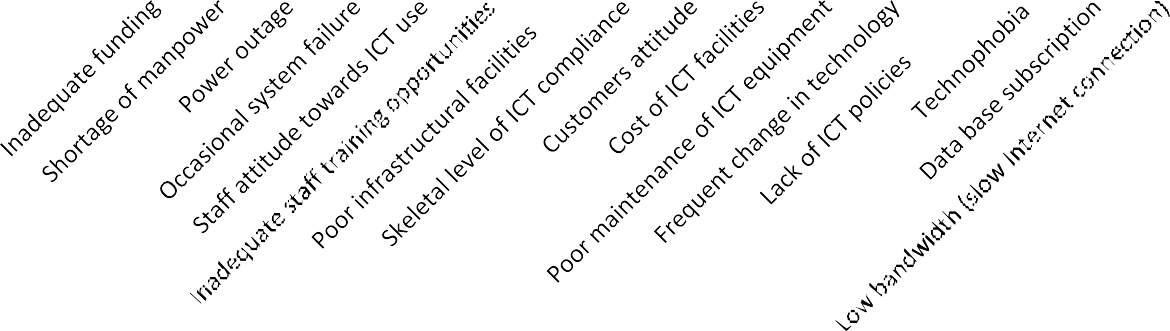 Inadequate funding
Shortage of manpower
Power outage
Occasional system failure
Staff attitude towards ICT use
Inadequate staff training opportunities
Poor infrastructural facilities
Skeletal level of ICT compliance
Customers attitude
Cost of ICT facilities
Poor maintenance of ICT equipment
Frequent change in technology
Lack of ICT policies
Technophobia
Data base subscription
Low bandwidth (slow internet connection)